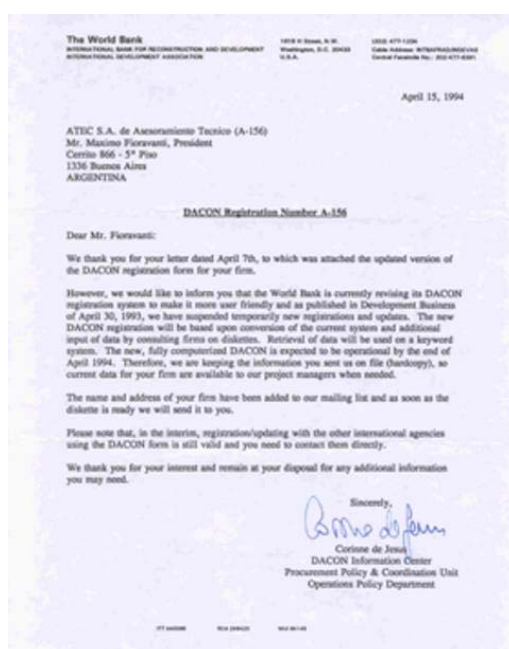 The World Bank
INTERNATIONAL BANK FOR RECONSTRUCTION AND DEVELOPMENT
INTERNATIONAL DEVELOPMENT ASSOCIATION
1818 H Street, N.W.
Washington, D.C. 20433
U.S.A.
(202) 477-1234
Cable Address: INTBAFRAD/INDEVAS
April 15, 1994
ATEC S.A. de Asesoramiento Tecnico (A-156)
Mr. Maximo Fioravanti, President
Cerrito 866 - 5° Piso
1336 Buenos Aires
ARGENTINA
DACON Registration Number A-156
Dear Mr. Fioravanti:
We thank you for your letter dated April 7th, to which was attached the updated version of
the DACON registration form for your firm.
However, we would like to inform you that the World Bank is currently revising its DACON
registration system to make it more user friendly and as published in Development Business
of April 30, 1993, we have suspended temporarily new registrations and updates. The new
DACON registration will be based upon conversion of the current system and additional
input of data by consulting firms on diskettes. Retrieval of data will be used on a keyword
system. The new, fully computerized DACON is expected to be operational by the end of
April 1994. Therefore, we are keeping the information you sent us on file (hardcopy), so
current data for your firm are available to our project managers when needed.
The name and address of your firm have been added to our mailing list and as soon as the
diskette is ready we will send it to you.
Please note that, in the interim, registration/updating with the other international agencies
using the DACON form is still valid and you need to contact them directly.
We thank you for your interest and remain at your disposal for any additional information
you may need.
Sincerely,
Corinne de Jesus
DACON Information Center
Procurement Policy & Coordination Unit
Operations Policy Department